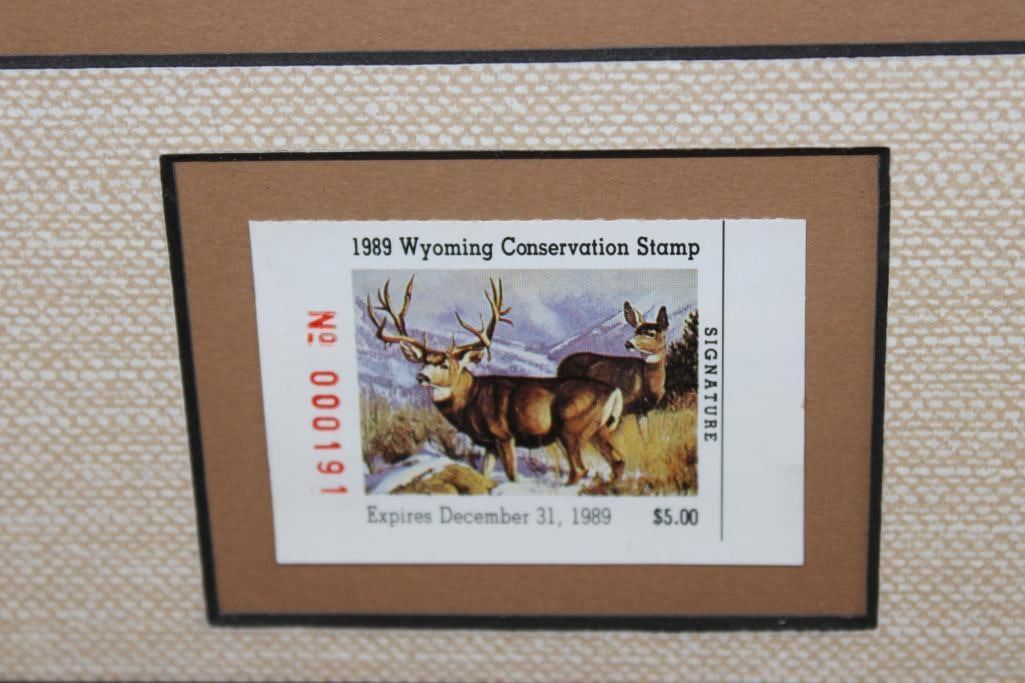 1989 Wyoming Conservation Stamp
Nº 000191
SIGNATURE
Expires December 31, 1989 $5.00